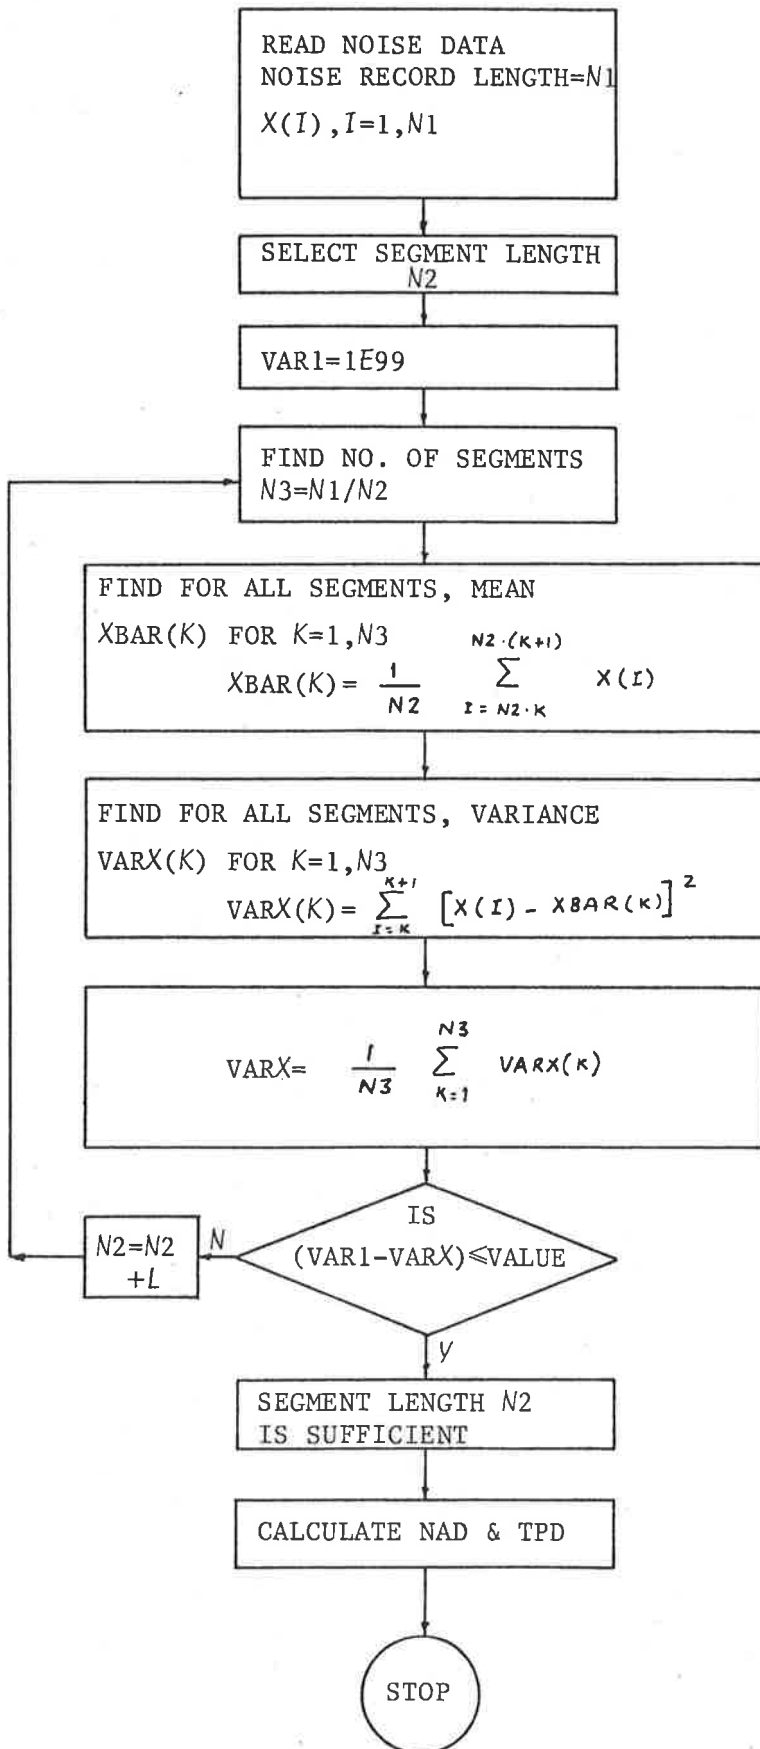 READ NOISE DATA
NOISE RECORD LENGTH=N1
X(I),I=1,N1
SELECT SEGMENT LENGTH
N2
VAR1=1E99
FIND NO. OF SEGMENTS
N3=N1/N2
FIND FOR ALL SEGMENTS, MEAN
XBAR(K) FOR K=1,N3
XBAR(K)= 1/N2 N2·(K+1) ∑ I=N2·K X(I)
FIND FOR ALL SEGMENTS, VARIANCE
VARX(K) FOR K=1,N3
VARX(K)= K+1 ∑ I=K [X(I) - XBAR(K)]²
VARX= 1/N3 N3 ∑ K=1 VARX(K)
IS
(VAR1-VARX)≤VALUE
N
N2=N2
+L
Y
SEGMENT LENGTH N2
IS SUFFICIENT
CALCULATE NAD & TPD
STOP